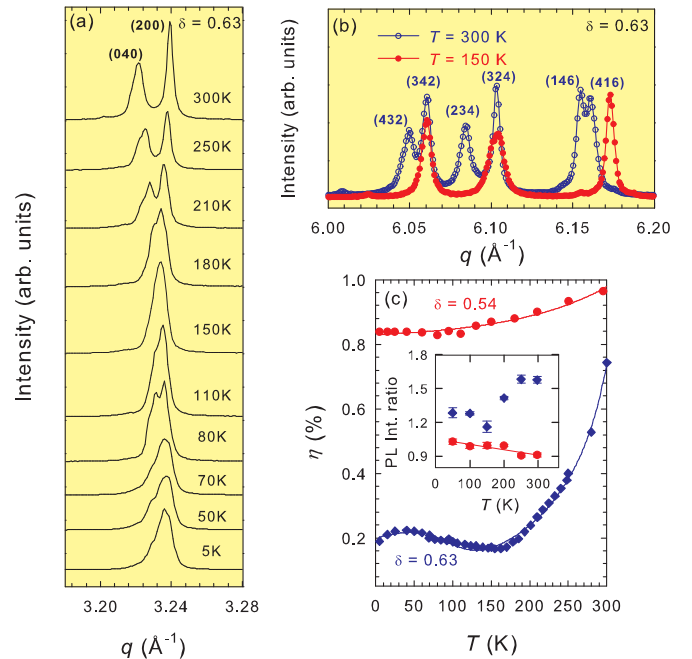 (a)
δ = 0.63
(200)
(040)
300K
250K
210K
180K
150K
110K
80K
70K
50K
5K
Intensity (arb. units)
3.20 3.24 3.28
q (Å⁻¹)
(b)
T = 300 K
T = 150 K
δ = 0.63
(432)
(342)
(234)
(324)
(146)
(416)
Intensity (arb. units)
6.00 6.05 6.10 6.15 6.20
q (Å⁻¹)
(c)
δ = 0.54
1.0
0.8
0.6
0.4
0.2
η (%)
1.8
1.5
1.2
0.9
PL Int. ratio
0 100 200 300
T (K)
δ = 0.63
0 50 100 150 200 250 300
T (K)